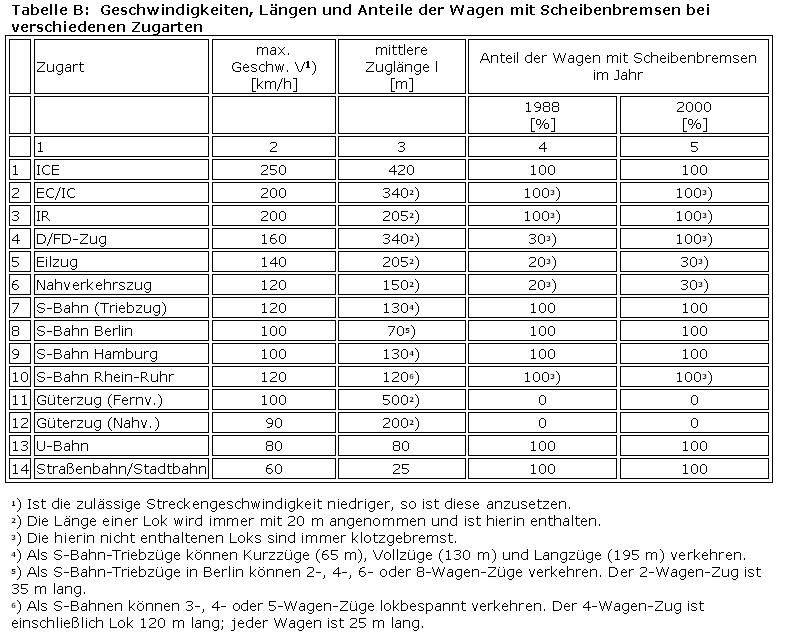 Tabelle B: Geschwindigkeiten, Längen und Anteile der Wagen mit Scheibenbremsen bei
verschiedenen Zugarten
Zugart max. Geschw. V¹) [km/h] mittlere Zuglänge l [m] Anteil der Wagen mit Scheibenbremsen im Jahr
1988 [%] 2000 [%]
1 2 3 4 5
1 ICE 250 420 100 100
2 EC/IC 200 340²) 100³) 100³)
3 IR 200 205²) 100³) 100³)
4 D/FD-Zug 160 340²) 30³) 100³)
5 Eilzug 140 205²) 20³) 30³)
6 Nahverkehrszug 120 150²) 20³) 30³)
7 S-Bahn (Triebzug) 120 130⁴) 100 100
8 S-Bahn Berlin 100 70⁵) 100 100
9 S-Bahn Hamburg 100 130⁴) 100 100
10 S-Bahn Rhein-Ruhr 120 120⁶) 100³) 100³)
11 Güterzug (Fernv.) 100 500²) 0 0
12 Güterzug (Nahv.) 90 200²) 0 0
13 U-Bahn 80 80 100 100
14 Straßenbahn/Stadtbahn 60 25 100 100
¹) Ist die zulässige Streckengeschwindigkeit niedriger, so ist diese anzusetzen.
²) Die Länge einer Lok wird immer mit 20 m angenommen und ist hierin enthalten.
³) Die hierin nicht enthaltenen Loks sind immer klotzgebremst.
⁴) Als S-Bahn-Triebzüge können Kurzzüge (65 m), Vollzüge (130 m) und Langzüge (195 m) verkehren.
⁵) Als S-Bahn-Triebzüge in Berlin können 2-, 4-, 6- oder 8-Wagen-Züge verkehren. Der 2-Wagen-Zug ist
35 m lang.
⁶) Als S-Bahnen können 3-, 4- oder 5-Wagen-Züge lokbespannt verkehren. Der 4-Wagen-Zug ist
einschließlich Lok 120 m lang; jeder Wagen ist 25 m lang.